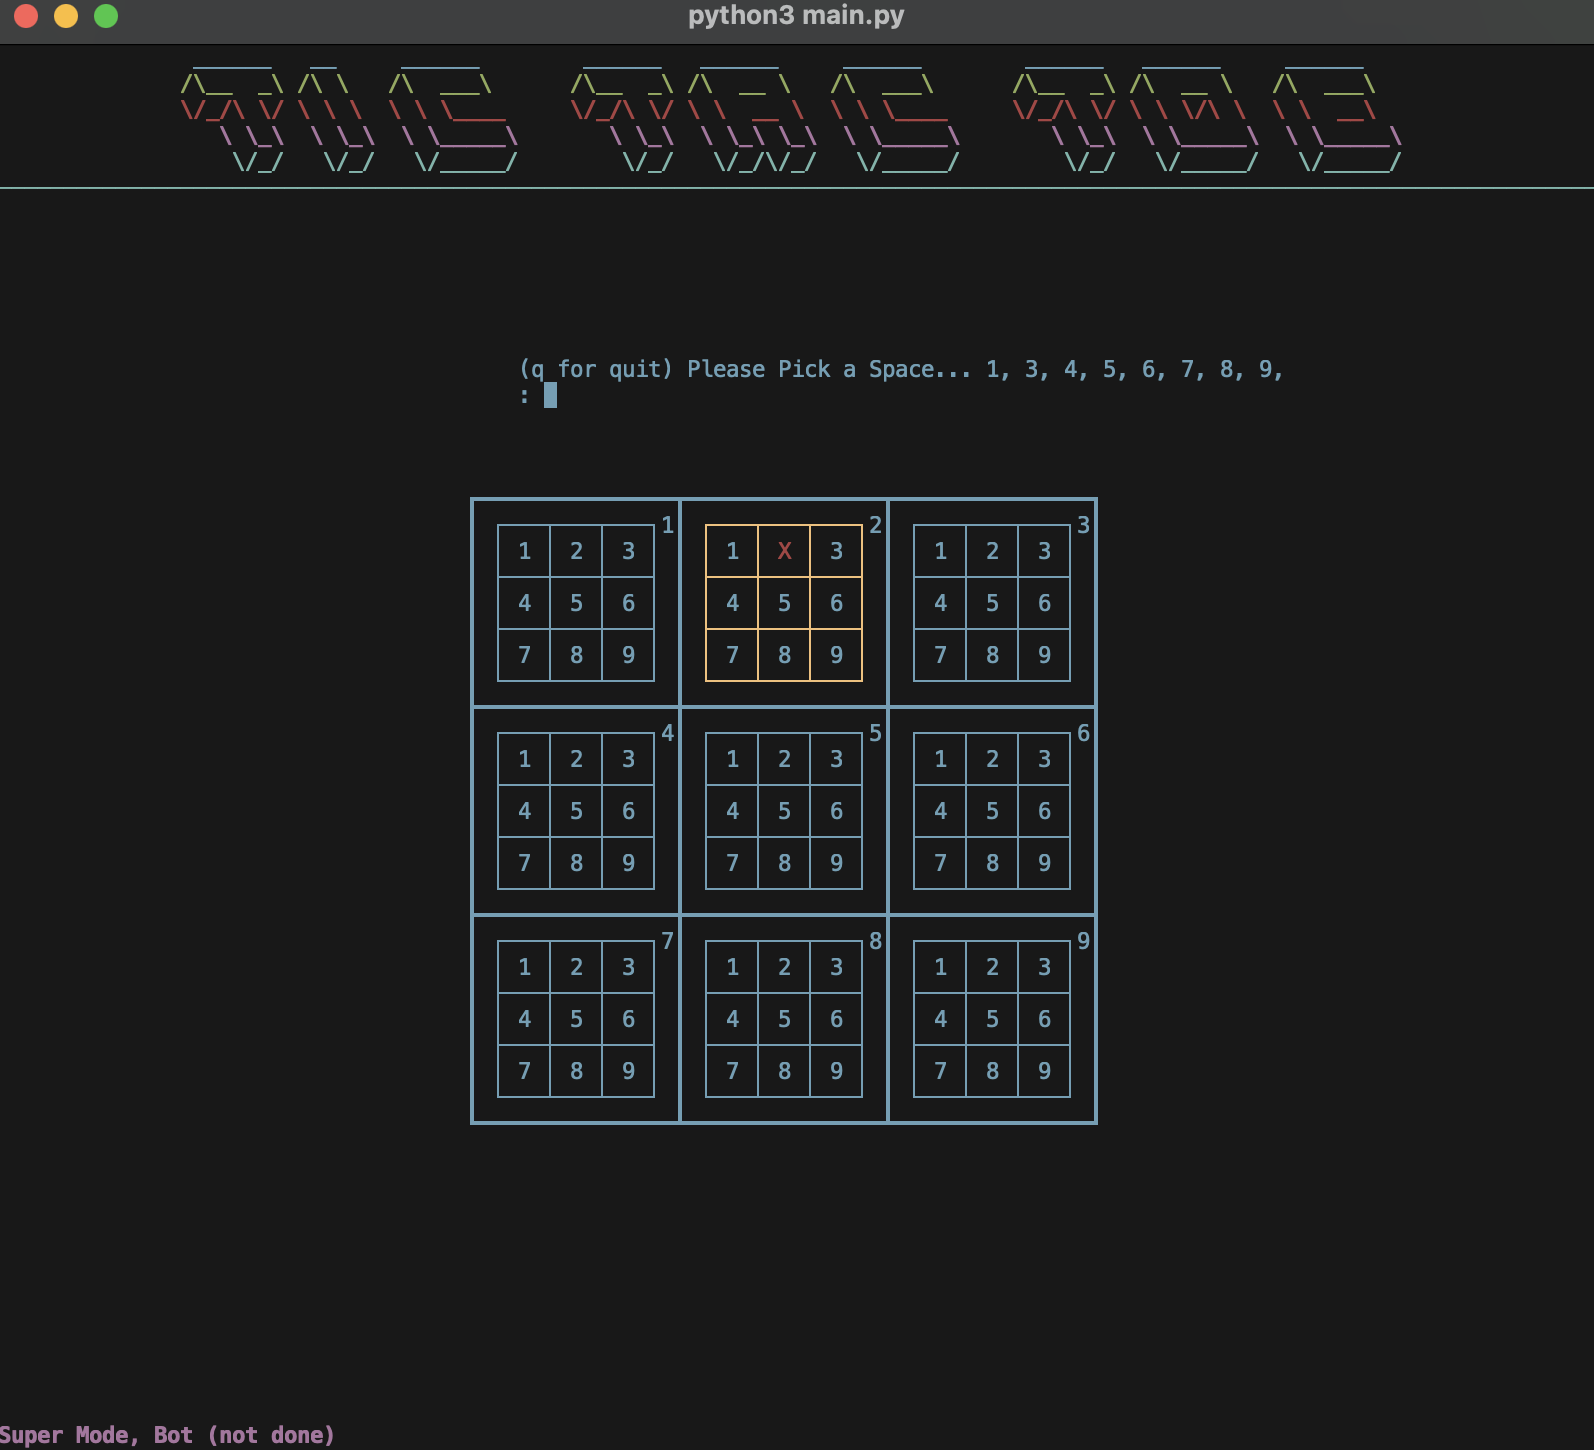 python3 main.py
TIC TAC TOE
(q for quit) Please Pick a Space... 1, 3, 4, 5, 6, 7, 8, 9,
:
1 2 3
1 2 3 1 X 3 1 2 3
4 5 6 4 5 6 4 5 6
7 8 9 7 8 9 7 8 9
4 5 6
1 2 3 1 2 3 1 2 3
4 5 6 4 5 6 4 5 6
7 8 9 7 8 9 7 8 9
7 8 9
1 2 3 1 2 3 1 2 3
4 5 6 4 5 6 4 5 6
7 8 9 7 8 9 7 8 9
Super Mode, Bot (not done)